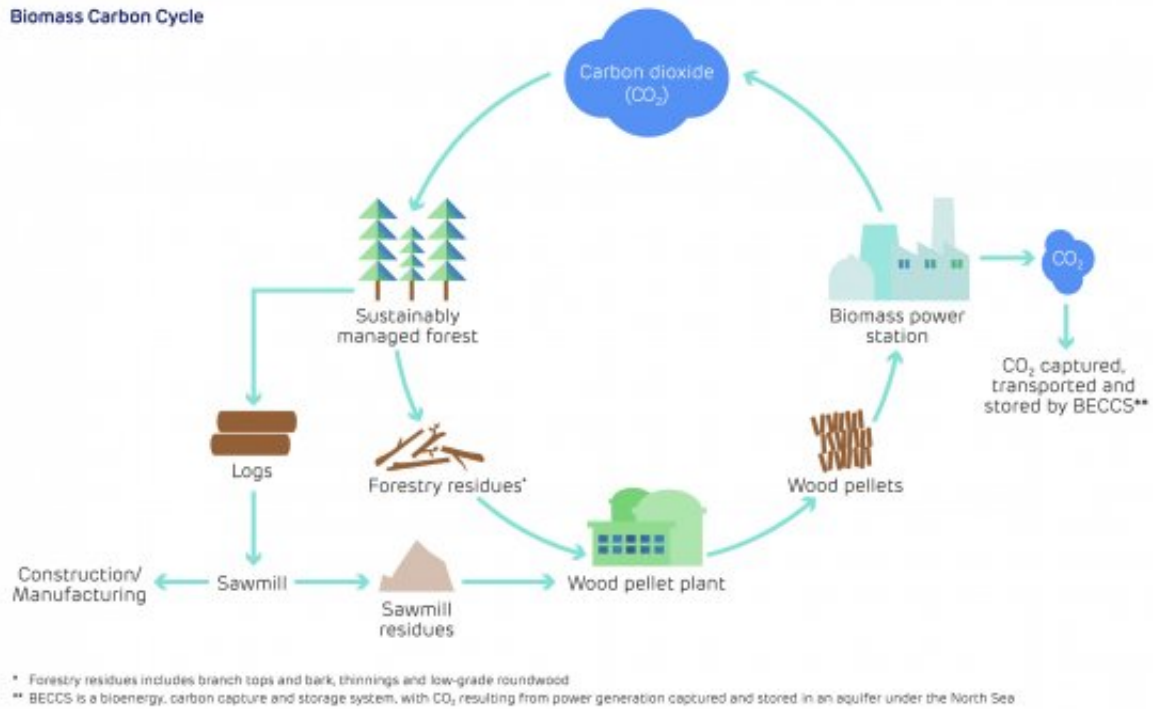 Biomass Carbon Cycle
Carbon dioxide
(CO₂)
Sustainably
managed forest
Biomass power
station
CO₂
CO₂ captured,
transported and
stored by BECCS**
Logs
Forestry residues*
Wood pellets
Construction/
Manufacturing
Sawmill
Sawmill
residues
Wood pellet plant
* Forestry residues includes branch tops and bark, thinnings and low-grade roundwood
** BECCS is a bioenergy, carbon capture and storage system, with CO₂ resulting from power generation captured and stored in an aquifer under the North Sea